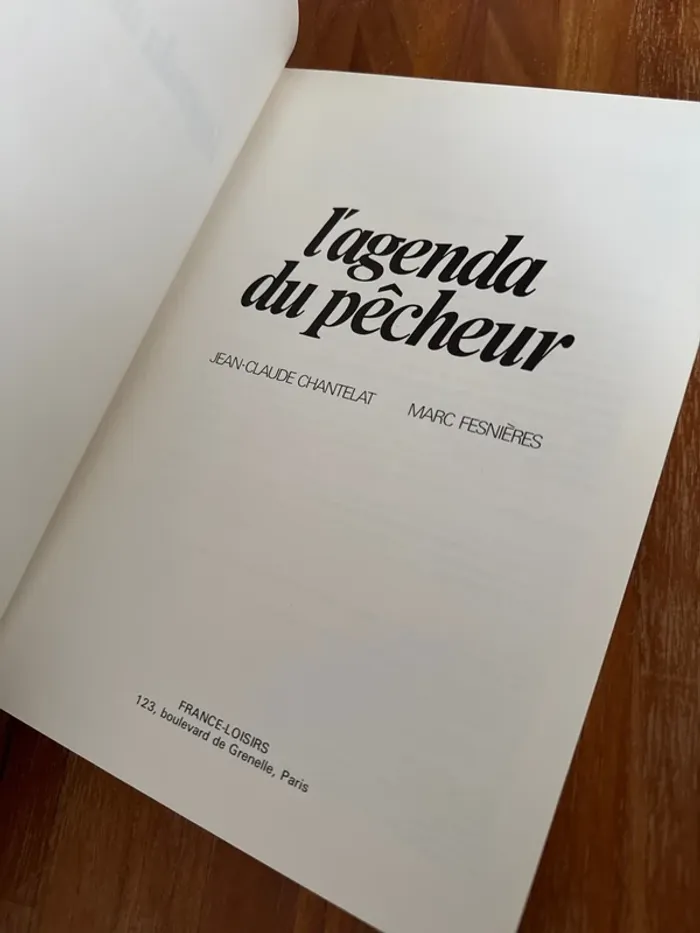 l'agenda
du pêcheur
JEAN-CLAUDE CHANTELAT MARC FESNIÈRES
FRANCE-LOISIRS
123, boulevard de Grenelle, Paris